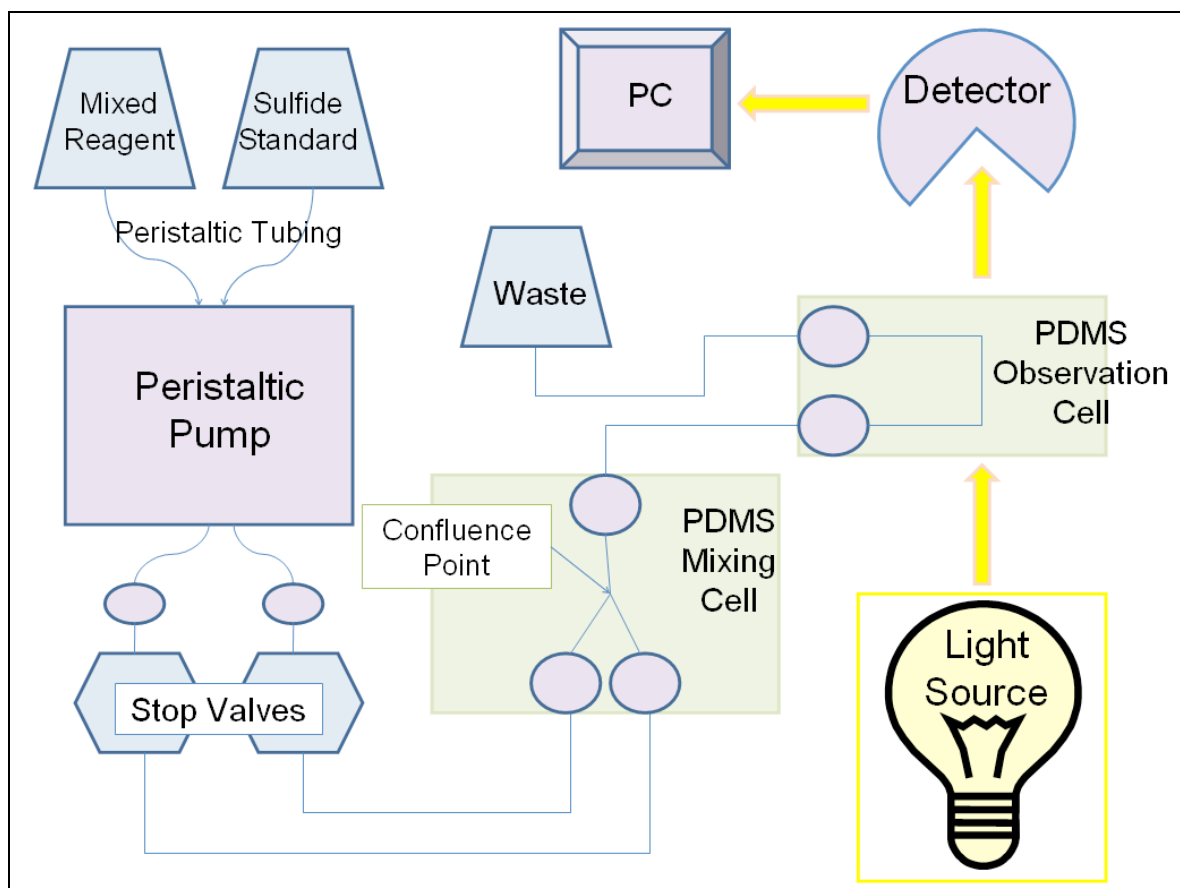 Mixed
Reagent
Sulfide
Standard
PC
Detector
Peristaltic Tubing
Waste
PDMS
Observation
Cell
Peristaltic
Pump
Confluence
Point
PDMS
Mixing
Cell
Stop Valves
Light
Source